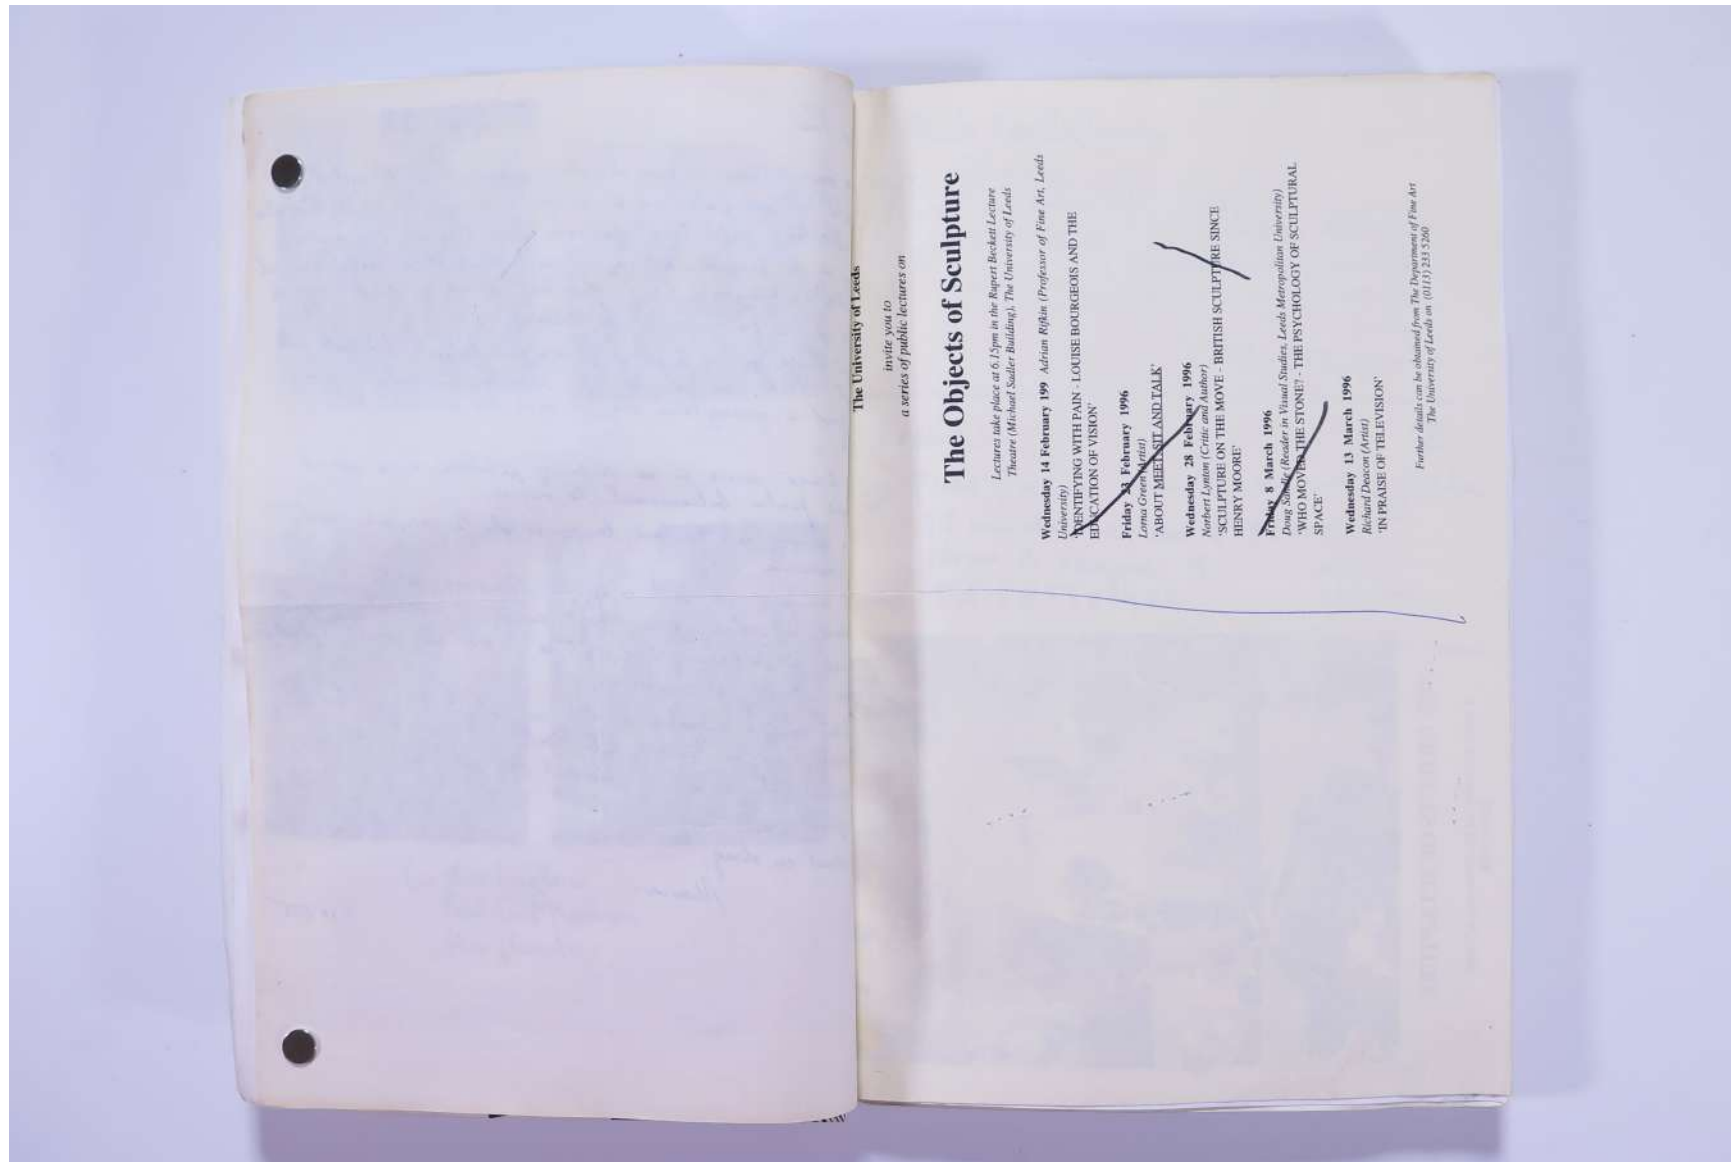 The University of Leeds
invite you to
a series of public lectures on
The Objects of Sculpture
Lectures take place at 6.15pm in the Rupert Beckett Lecture
Theatre (Michael Sadler Building), The University of Leeds
Wednesday 14 February 199 Adrian Rifkin (Professor of Fine Art, Leeds
University)
'IDENTIFYING WITH PAIN - LOUISE BOURGEOIS AND THE
EDUCATION OF VISION'
Friday 23 February 1996
Lorna Green (Artist)
'ABOUT MEET, SIT AND TALK'
Wednesday 28 February 1996
Norbert Lynton (Critic and Author)
'SCULPTURE ON THE MOVE - BRITISH SCULPTURE SINCE
HENRY MOORE'
Friday 8 March 1996
Doug Sandle (Reader in Visual Studies, Leeds Metropolitan University)
'WHO MOVED THE STONE? - THE PSYCHOLOGY OF SCULPTURAL
SPACE'
Wednesday 13 March 1996
Richard Deacon (Artist)
'IN PRAISE OF TELEVISION'
Further details can be obtained from The Department of Fine Art
The University of Leeds on (0113) 233 5260